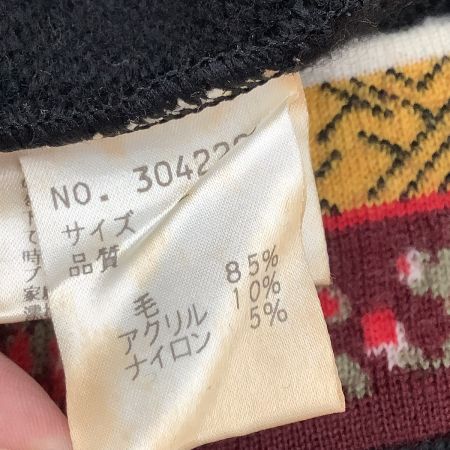 NO. 30422
サイズ
品質
毛 85%
アクリル 10%
ナイロン 5%